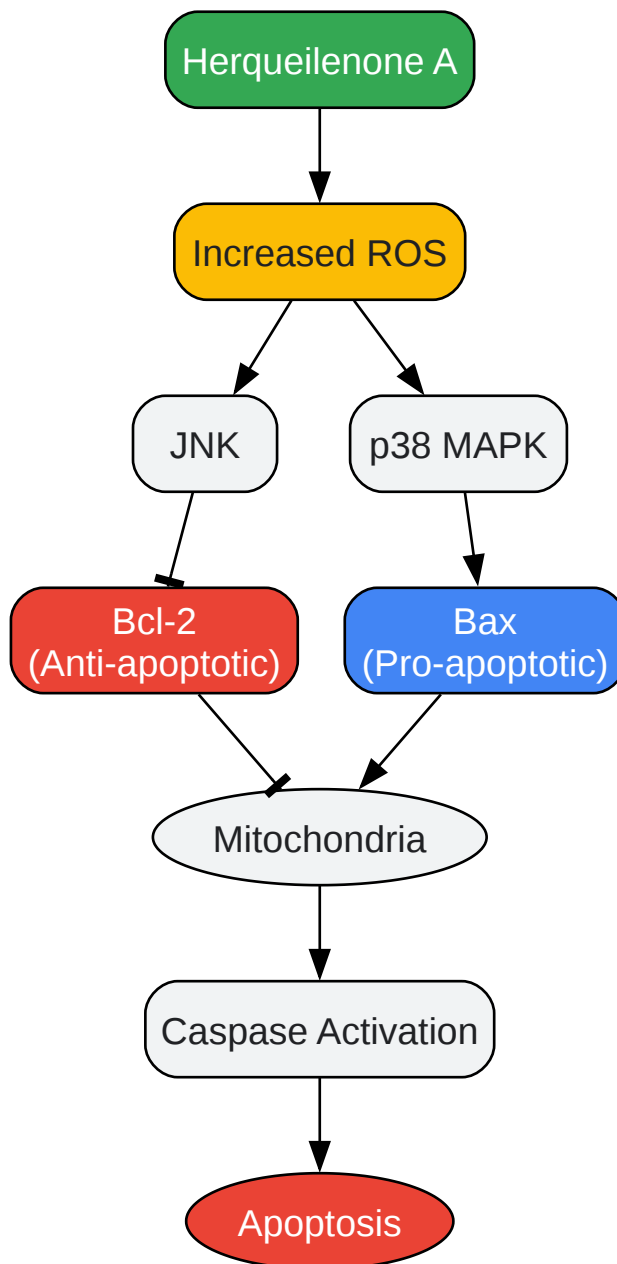 Herqueilenone A
Increased ROS
JNK
p38 MAPK
Bcl-2
(Anti-apoptotic)
Bax
(Pro-apoptotic)
Mitochondria
Caspase Activation
Apoptosis